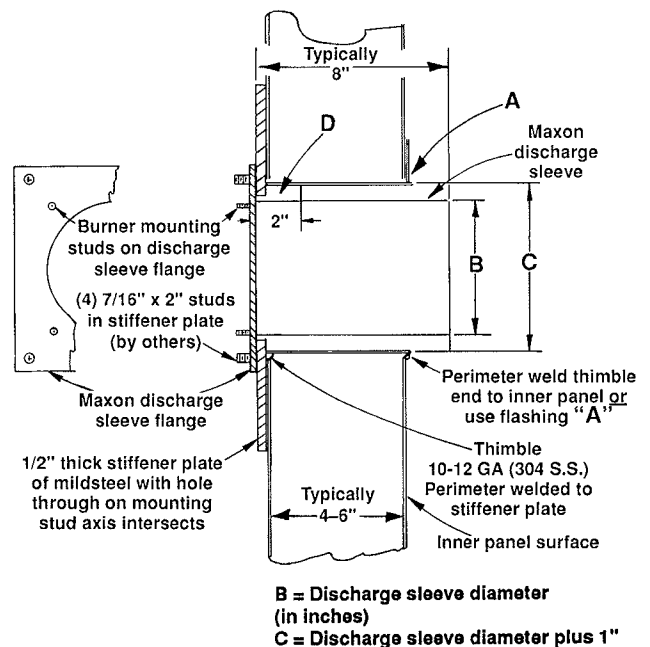 Typically
8"
A
D
Maxon
discharge
sleeve
2"
Burner mounting
studs on discharge
sleeve flange
B
C
(4) 7/16" x 2" studs
in stiffener plate
(by others)
Maxon discharge
sleeve flange
Perimeter weld thimble
end to inner panel or
use flashing "A"
Thimble
10-12 GA (304 S.S.)
Perimeter welded to
stiffener plate
1/2" thick stiffener plate
of mildsteel with hole
through on mounting
stud axis intersects
Typically
4–6"
Inner panel surface
B = Discharge sleeve diameter
(in inches)
C = Discharge sleeve diameter plus 1"